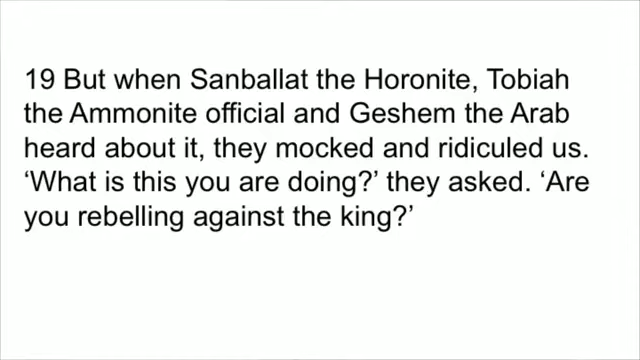 19 But when Sanballat the Horonite, Tobiah
the Ammonite official and Geshem the Arab
heard about it, they mocked and ridiculed us.
‘What is this you are doing?’ they asked. ‘Are
you rebelling against the king?’